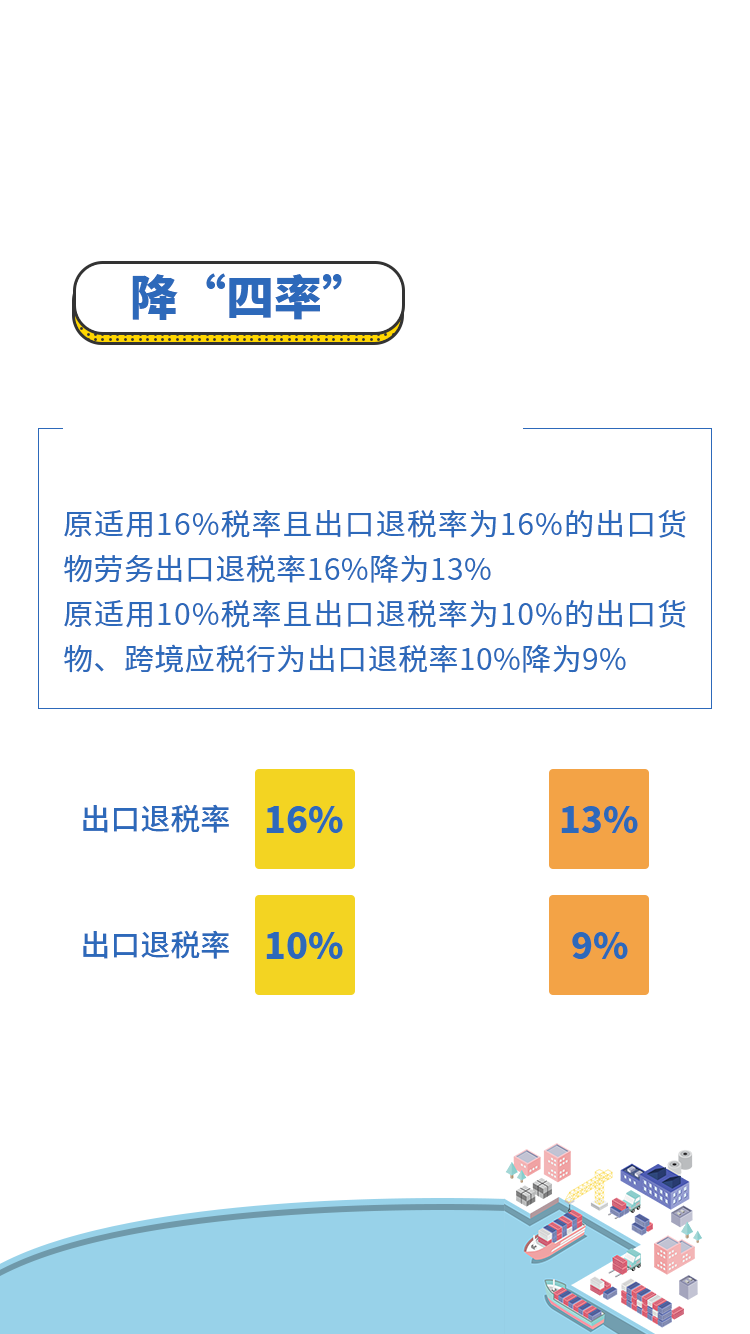 降“四率”
原适用16%税率且出口退税率为16%的出口货
物劳务出口退税率16%降为13%
原适用10%税率且出口退税率为10%的出口货
物、跨境应税行为出口退税率10%降为9%
出口退税率 16% 13%
出口退税率 10% 9%